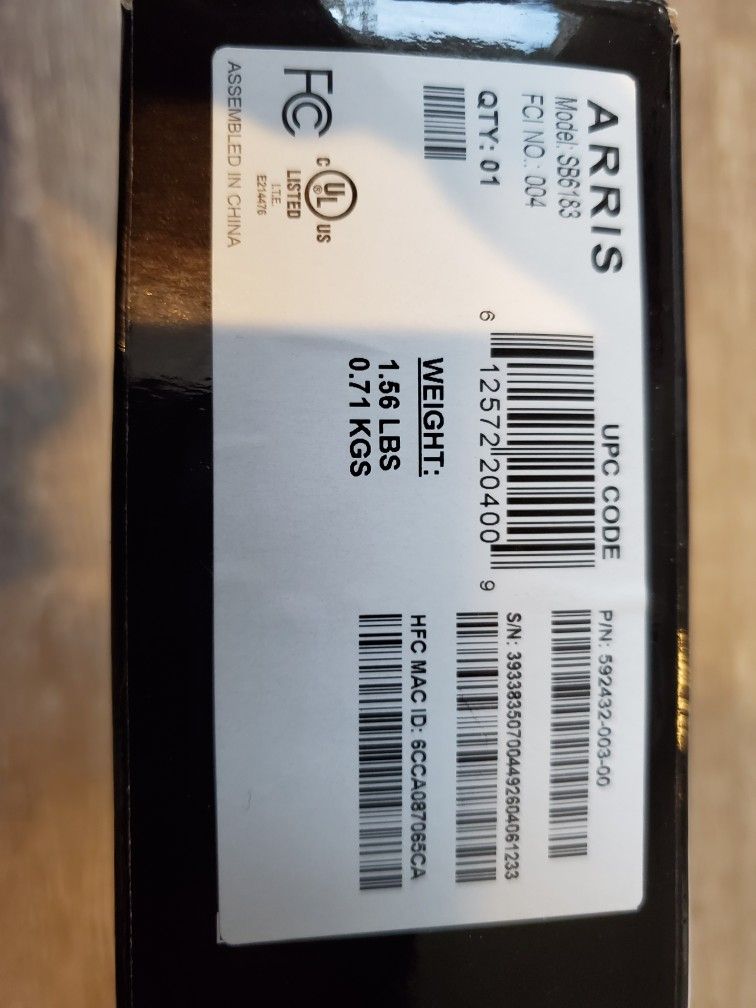 ARRIS
Model: SB6183
FCI NO.: 004
QTY: 01
FC
C UL US
®
LISTED
I.T.E.
E214476
ASSEMBLED IN CHINA
UPC CODE
6 12572 20400 9
WEIGHT:
1.56 LBS
0.71 KGS
P/N: 592432-003-00
S/N: 393383507004492604061233
HFC MAC ID: 6CCA087065CA